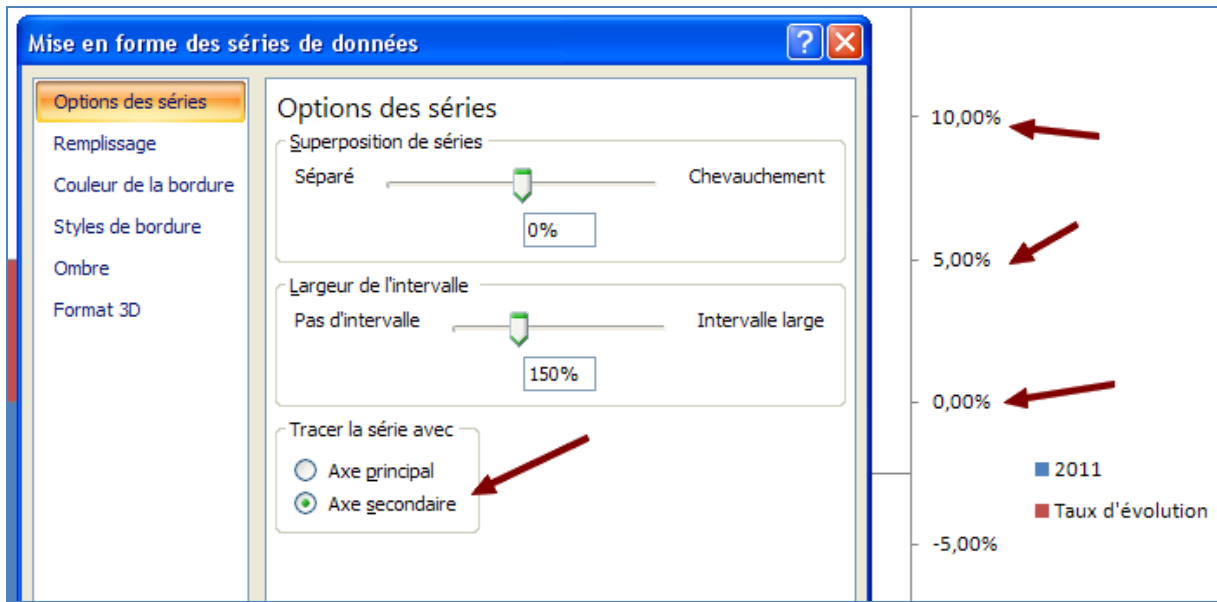 Mise en forme des séries de données
Options des séries
Remplissage
Couleur de la bordure
Styles de bordure
Ombre
Format 3D
Options des séries
Superposition de séries
Séparé Chevauchement
0%
Largeur de l'intervalle
Pas d'intervalle Intervalle large
150%
Tracer la série avec
Axe principal
Axe secondaire
10,00%
5,00%
0,00%
2011
Taux d'évolution
-5,00%